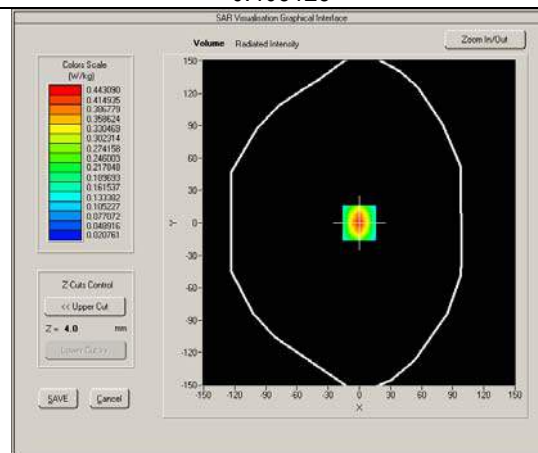 SAR Visualisation Graphical Interface
Volume Radiated Intensity
Zoom In/Out
Colors Scale
(W/kg)
0.443090
0.414935
0.386779
0.358624
0.330469
0.302314
0.274158
0.246003
0.217848
0.189693
0.161537
0.133382
0.105227
0.077072
0.048916
0.020761
Z Cuts Control
<< Upper Cut
Z = 4.0 mm
SAVE
Cancel
Y
150
120
90
60
30
0
-30
-60
-90
-120
-150
-150 -120 -90 -60 -30 0 30 60 90 120 150
X